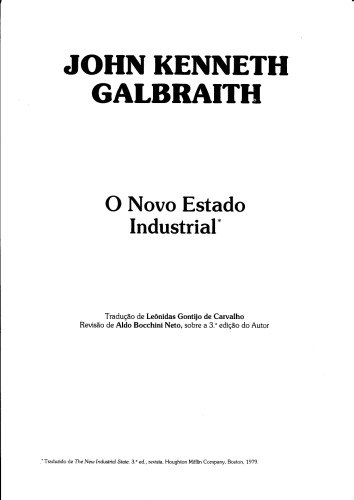 JOHN KENNETH
GALBRAITH
O Novo Estado
Industrial*
Tradução de Leônidas Gontijo de Carvalho
Revisão de Aldo Bocchini Neto, sobre a 3.ª edição do Autor
* Traduzido de The New Industrial State. 3.ª ed., revista. Houghton Mifflin Company, Boston, 1979.